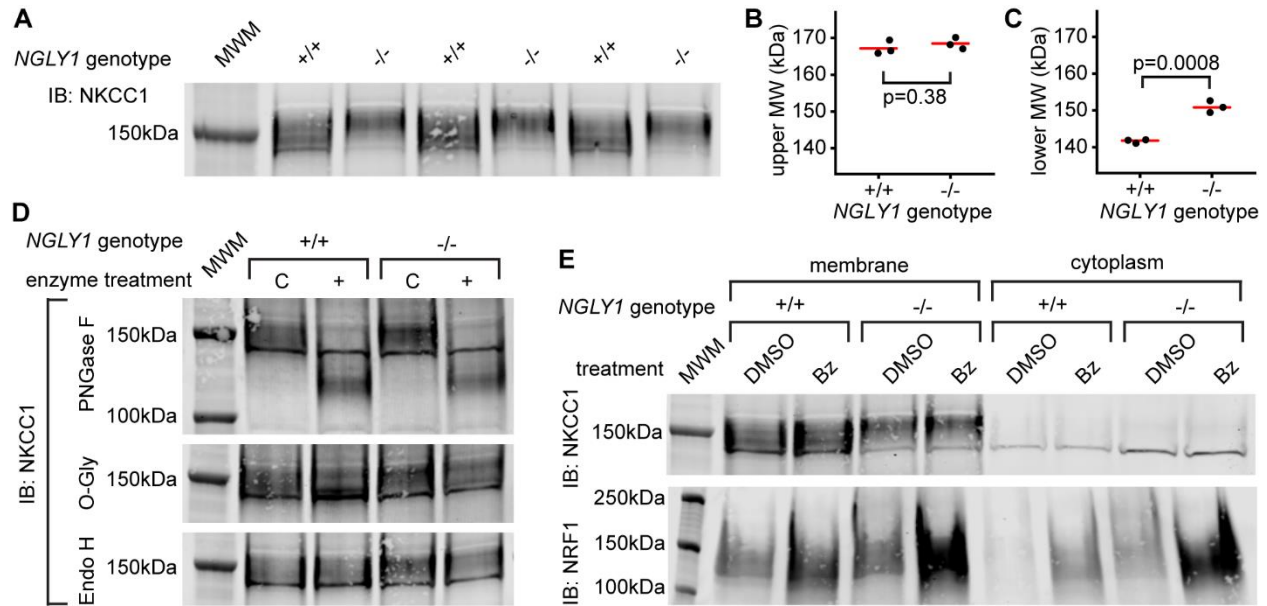 A
MWM
NGLY1 genotype +/+ -/- +/+ -/- +/+ -/-
IB: NKCC1
150kDa
B
upper MW (kDa)
170
160
150
140
p=0.38
+/+ -/-
NGLY1 genotype
C
lower MW (kDa)
170
160
150
140
p=0.0008
+/+ -/-
NGLY1 genotype
D
NGLY1 genotype MWM +/+ -/-
enzyme treatment C + C +
IB: NKCC1
PNGase F
150kDa
100kDa
O-Gly
150kDa
Endo H
150kDa
E
membrane cytoplasm
NGLY1 genotype +/+ -/- +/+ -/-
treatment MWM DMSO Bz DMSO Bz DMSO Bz DMSO Bz
IB: NKCC1
150kDa
IB: NRF1
250kDa
150kDa
100kDa